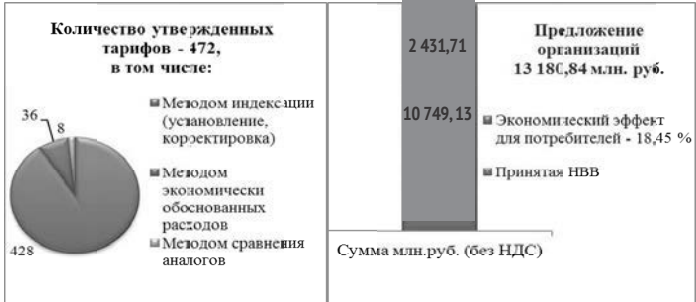 Количество утвержденных
тарифов - 472,
в том числе:
36
8
428
Методом индексации
(установление,
корректировка)
Методом
экономически
обоснованных
расходов
Методом сравнения
аналогов
2 431,71
10 749,13
Сумма млн.руб. (без НДС)
Предложение
организаций
13 180,84 млн. руб.
Экономический эффект
для потребителей - 18,45 %
Принятая НВВ